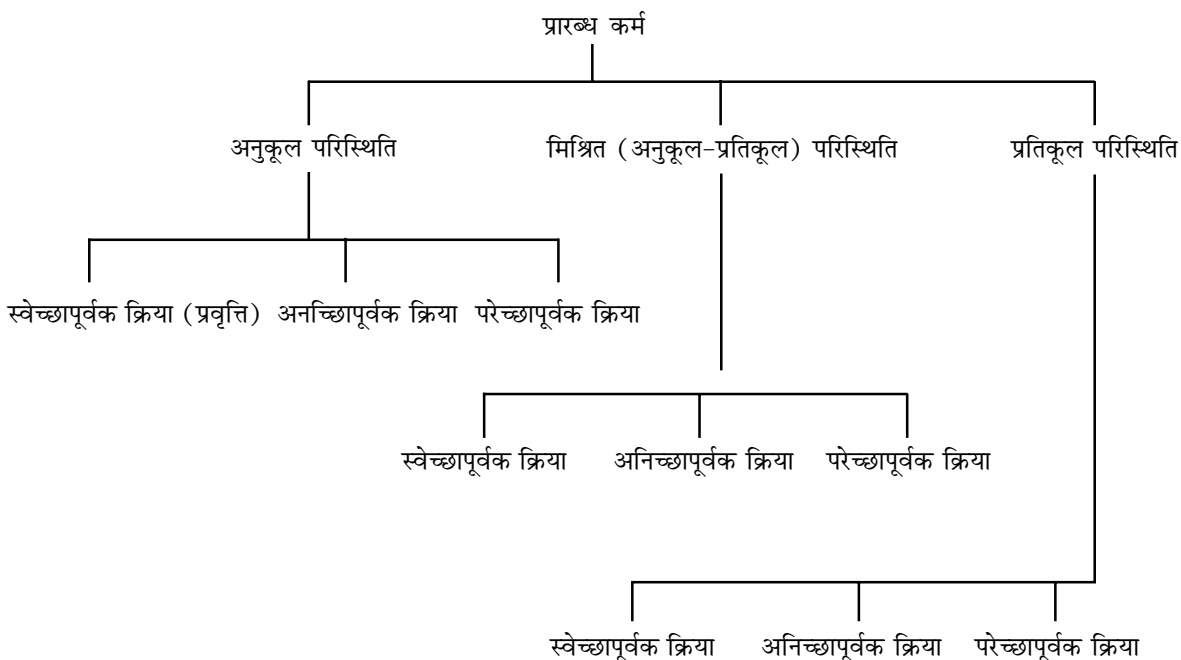 प्रारब्ध कर्म
अनुकूल परिस्थिति मिश्रित (अनुकूल-प्रतिकूल) परिस्थिति प्रतिकूल परिस्थिति
स्वेच्छापूर्वक क्रिया (प्रवृत्ति) अनच्छिापूर्वक क्रिया परेच्छापूर्वक क्रिया
स्वेच्छापूर्वक क्रिया अनिच्छापूर्वक क्रिया परेच्छापूर्वक क्रिया
स्वेच्छापूर्वक क्रिया अनिच्छापूर्वक क्रिया परेच्छापूर्वक क्रिया